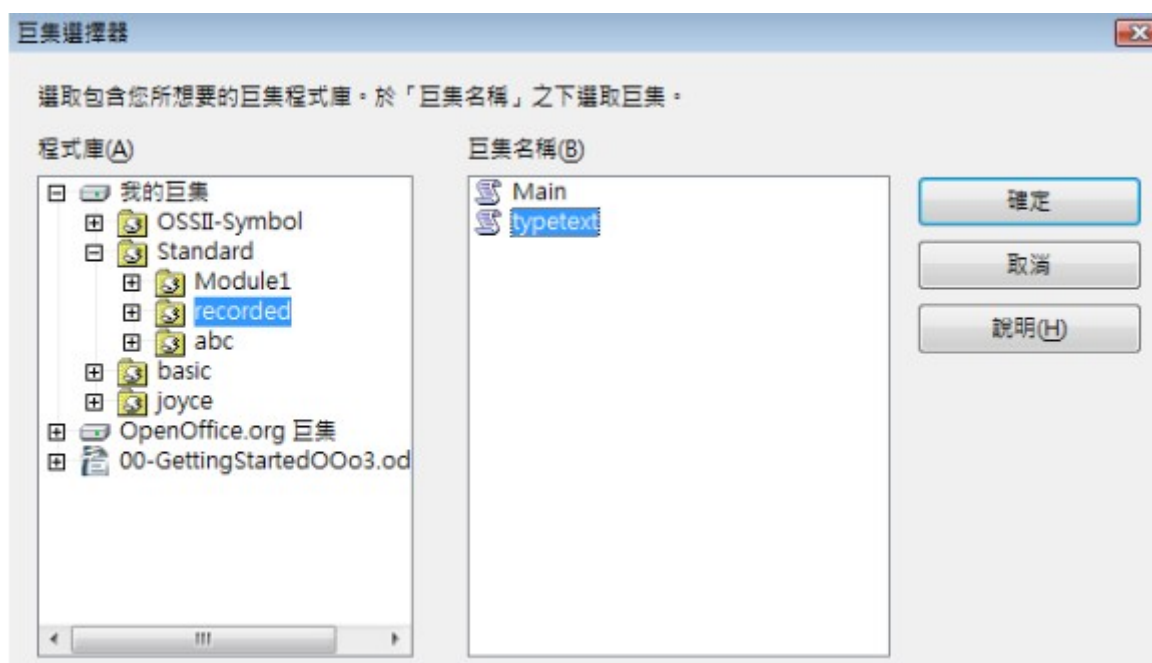 巨集選擇器
選取包含您所想要的巨集程式庫。於「巨集名稱」之下選取巨集。
程式庫(A)
我的巨集
OSSII-Symbol
Standard
Module1
recorded
abc
basic
joyce
OpenOffice.org 巨集
00-GettingStartedOOo3.od
巨集名稱(B)
Main
typetext
確定
取消
說明(H)